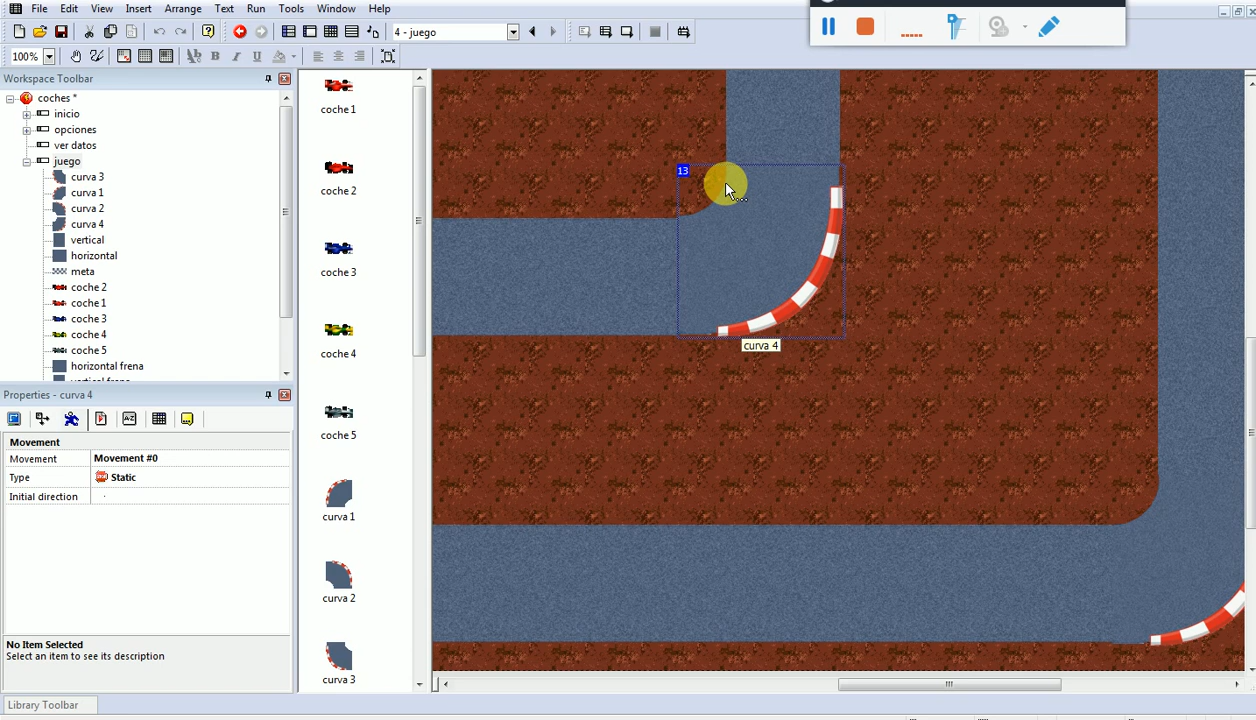 File Edit View Insert Arrange Text Run Tools Window Help
4 - juego
100%
B I U
Workspace Toolbar
coches *
inicio
opciones
ver datos
juego
curva 3
curva 1
curva 2
curva 4
vertical
horizontal
meta
coche 2
coche 1
coche 3
coche 4
coche 5
horizontal frena
Properties - curva 4
Movement
Movement Movement #0
Type Static
Initial direction
No Item Selected
Select an item to see its description
Library Toolbar
coche 1
coche 2
coche 3
coche 4
coche 5
curva 1
curva 2
curva 3
13
curva 4